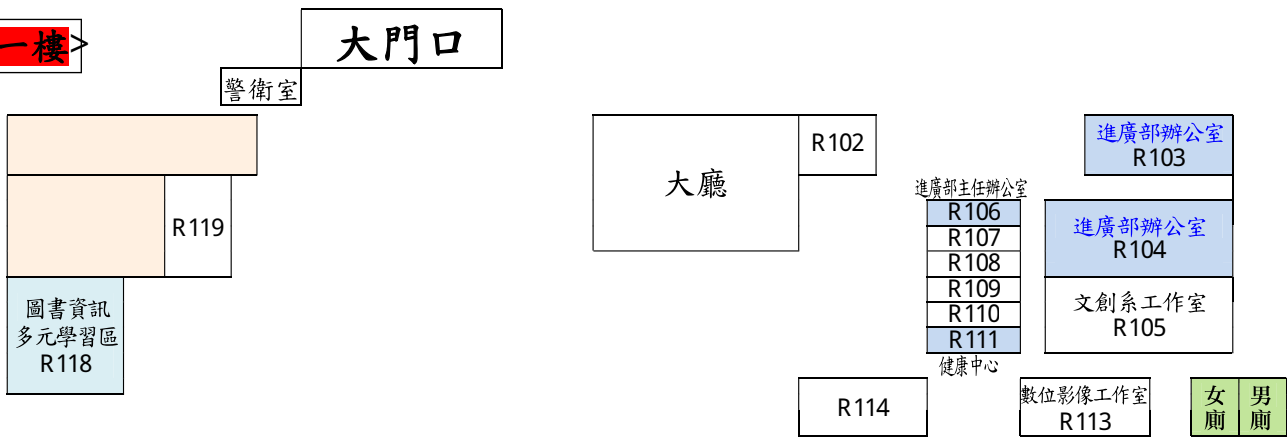 一樓>
大門口
警衛室
R102
進廣部辦公室
R103
大廳
進廣部主任辦公室
R119
R106
R107
R108
R109
R110
R111
健康中心
進廣部辦公室
R104
文創系工作室
R105
圖書資訊
多元學習區
R118
R114
數位影像工作室
R113
女廁
男廁